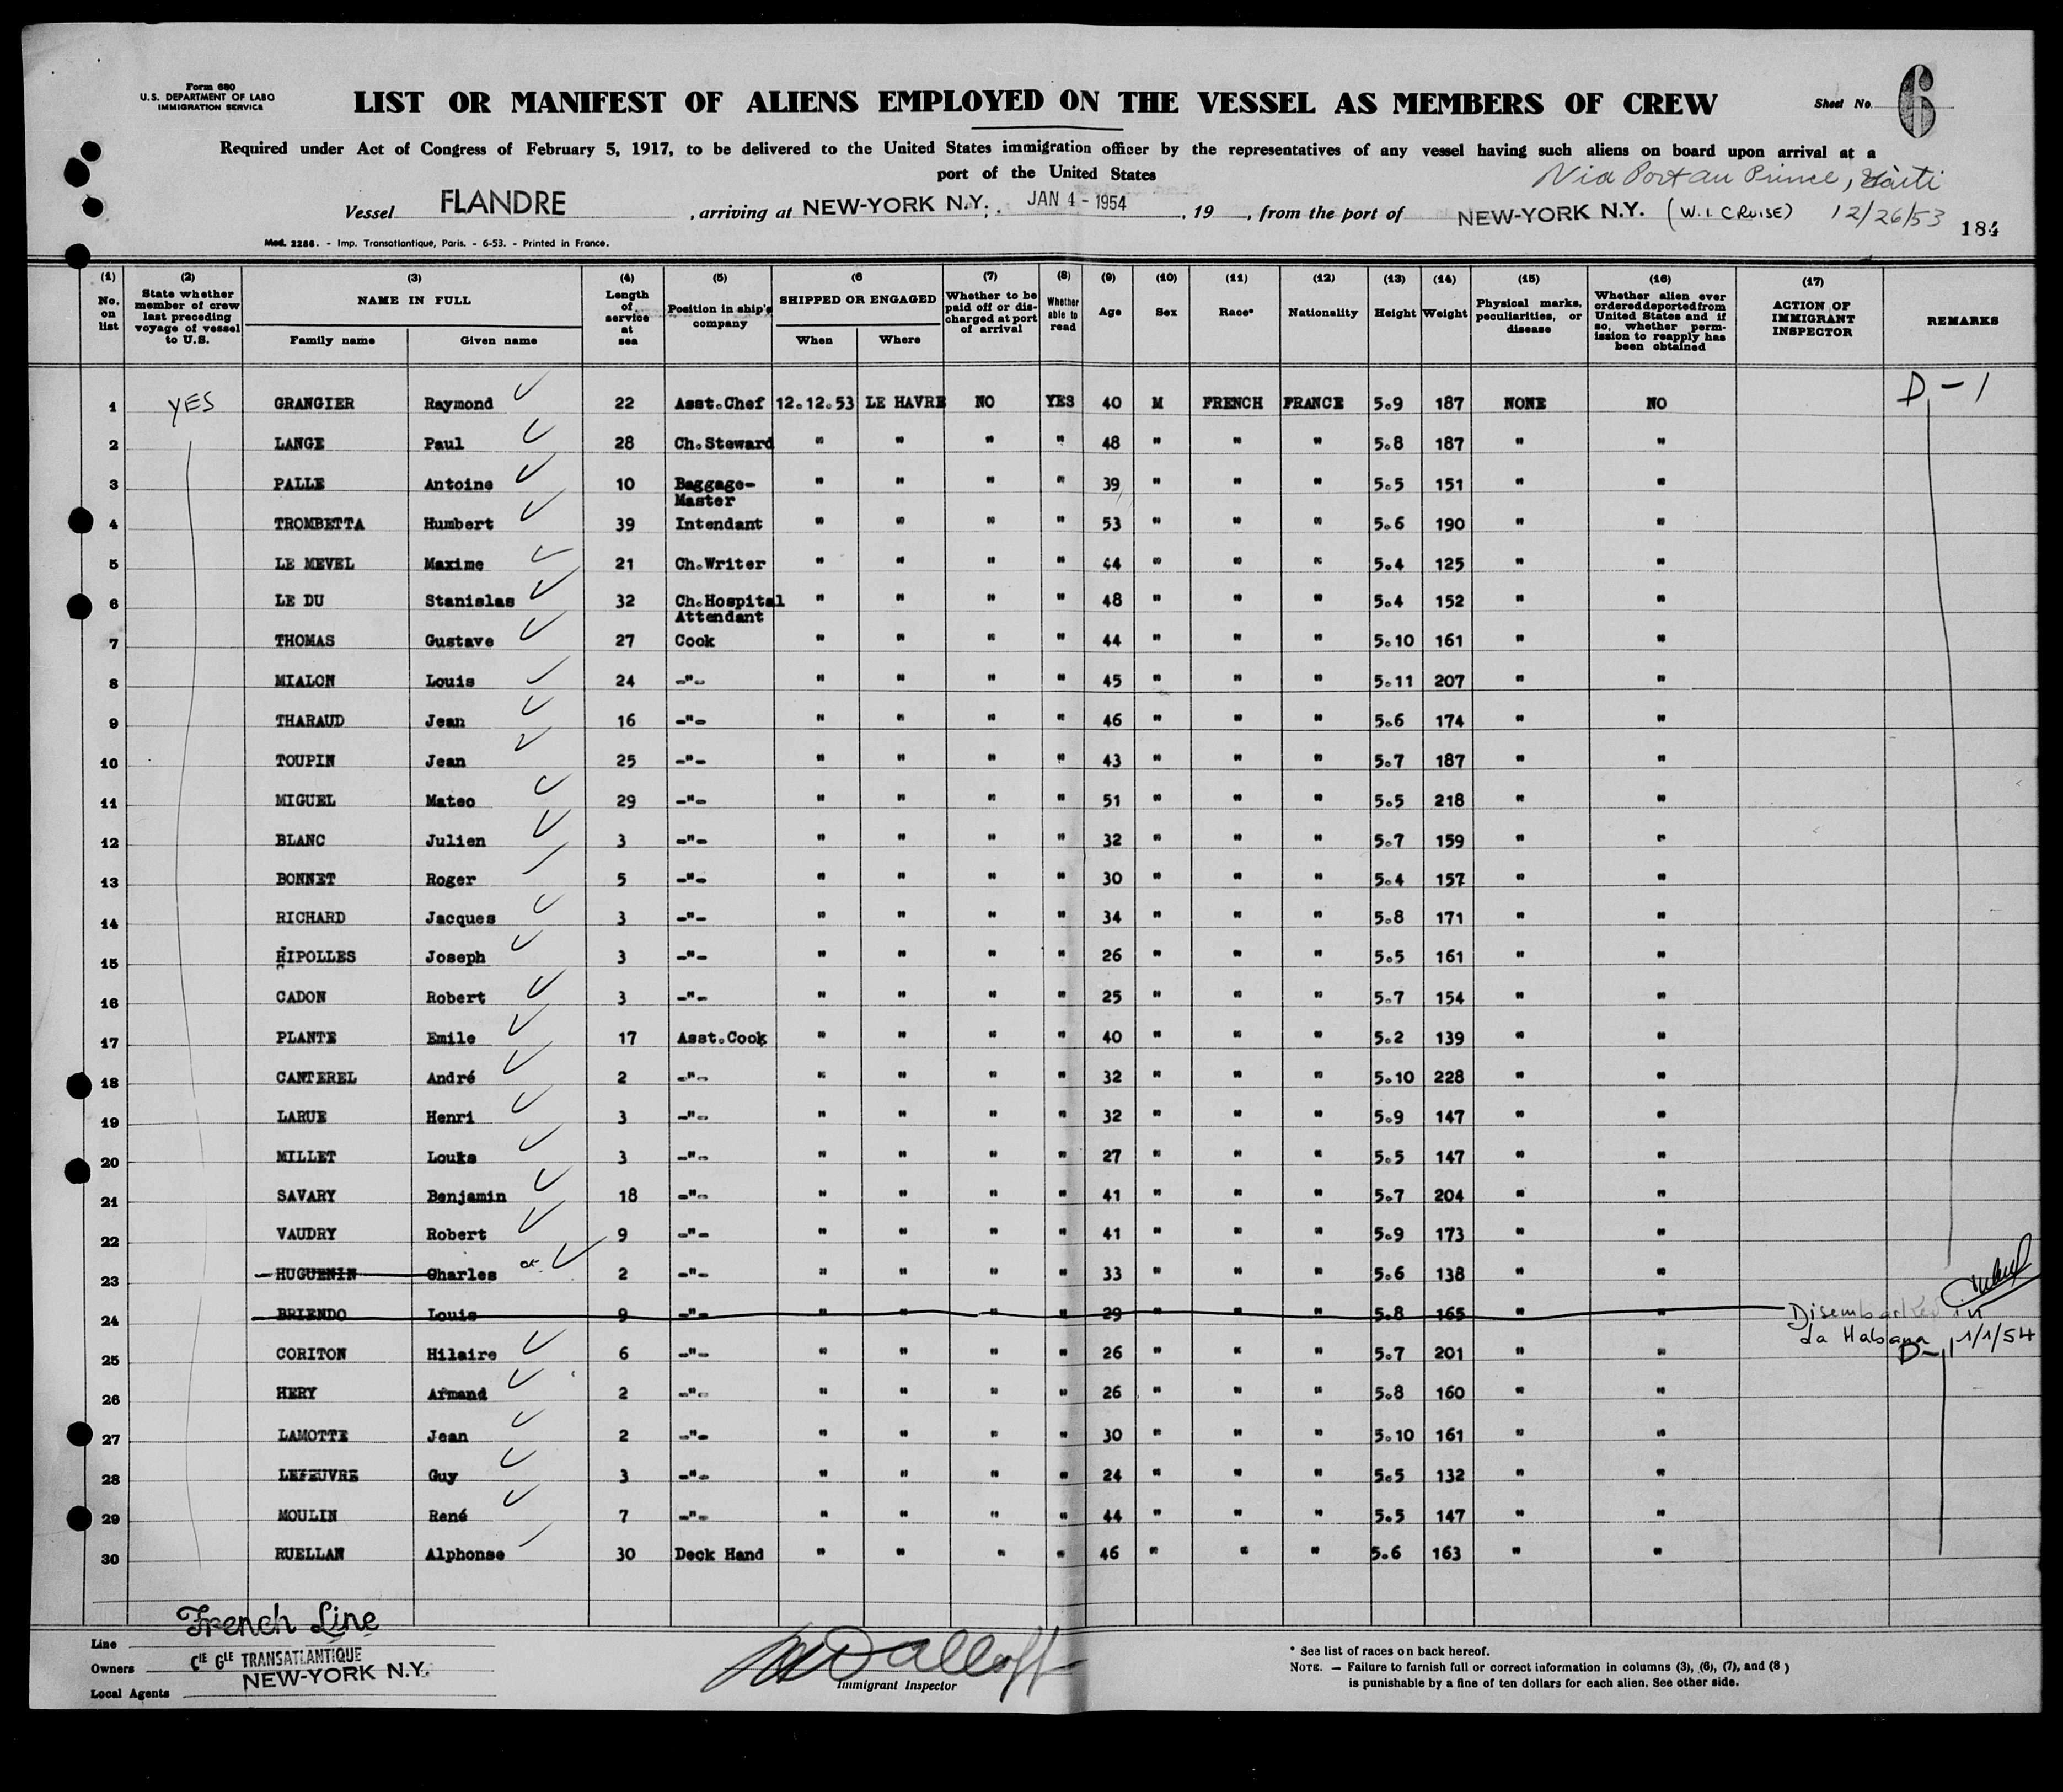 Form 680
U.S. DEPARTMENT OF LABO
IMMIGRATION SERVICE
LIST OR MANIFEST OF ALIENS EMPLOYED ON THE VESSEL AS MEMBERS OF CREW
Sheet No. 6
Required under Act of Congress of February 5, 1917, to be delivered to the United States immigration officer by the representatives of any vessel having such aliens on board upon arrival at a
port of the United States
Via Port au Prince, Haiti
Vessel FLANDRE , arriving at NEW-YORK N.Y. , JAN 4 - 1954 , 19 , from the port of NEW-YORK N.Y. (W.I. CRUISE) 12/26/53
184
Mod. 2286. - Imp. Transatlantique, Paris. - 6-53. - Printed in France.
(1) No. on list
(2) State whether member of crew last preceding voyage of vessel to U.S.
(3) NAME IN FULL Family name Given name
(4) Length of service at sea
(5) Position in ship's company
(6 SHIPPED OR ENGAGED When Where
(7) Whether to be paid off or discharged at port of arrival
(8) Whether able to read
(9) Age
(10) Sex
(11) Race*
(12) Nationality
(13) Height
(14) Weight
(15) Physical marks, peculiarities, or disease
(16) Whether alien ever ordered deported from United States and if so, whether permission to reapply has been obtained
(17) ACTION OF IMMIGRANT INSPECTOR
REMARKS
1 YES GRANGIER Raymond ✓ 22 Asst.Chef 12.12.53 LE HAVRE NO YES 40 M FRENCH FRANCE 5.9 187 NONE NO D-1
2 LANGE Paul ✓ 28 Ch.Steward " " " " 48 " " " 5.8 187 " "
3 PALLE Antoine ✓ 10 Baggage-Master " " " " 39 " " " 5.5 151 " "
4 TROMBETTA Humbert ✓ 39 Intendant " " " " 53 " " " 5.6 190 " "
5 LE MEVEL Maxime ✓ 21 Ch.Writer " " " " 44 " " " 5.4 125 " "
6 LE DU Stanislas ✓ 32 Ch.Hospital Attendant " " " " 48 " " " 5.4 152 " "
7 THOMAS Gustave ✓ 27 Cook " " " " 44 " " " 5.10 161 " "
8 MIALON Louis ✓ 24 -"- " " " " 45 " " " 5.11 207 " "
9 THARAUD Jean ✓ 16 -"- " " " " 46 " " " 5.6 174 " "
10 TOUPIN Jean ✓ 25 -"- " " " " 43 " " " 5.7 187 " "
11 MIGUEL Mateo ✓ 29 -"- " " " " 51 " " " 5.5 218 " "
12 BLANC Julien ✓ 3 -"- " " " " 32 " " " 5.7 159 " "
13 BONNET Roger ✓ 5 -"- " " " " 30 " " " 5.4 157 " "
14 RICHARD Jacques ✓ 3 -"- " " " " 34 " " " 5.8 171 " "
15 RIPOLLES Joseph ✓ 3 -"- " " " " 26 " " " 5.5 161 " "
16 CADON Robert ✓ 3 -"- " " " " 25 " " " 5.7 154 " "
17 PLANTE Emile ✓ 17 Asst.Cook " " " " 40 " " " 5.2 139 " "
18 CANTEREL André ✓ 2 -"- " " " " 32 " " " 5.10 228 " "
19 LARUE Henri ✓ 3 -"- " " " " 32 " " " 5.9 147 " "
20 MILLET Louis ✓ 3 -"- " " " " 27 " " " 5.5 147 " "
21 SAVARY Benjamin ✓ 18 -"- " " " " 41 " " " 5.7 204 " "
22 VAUDRY Robert ✓ 9 -"- " " " " 41 " " " 5.9 173 " "
23 HUGUENIN Charles ok ✓ 2 -"- " " " " 33 " " " 5.6 138 " "
24 BRIENDO Louis 9 -"- " " " " 29 " " " 5.8 165 " " Disembarked in
la Habana 1/1/54
25 CORITON Hilaire ✓ 6 -"- " " " " 26 " " " 5.7 201 " " D-1
26 HERY Armand ✓ 2 -"- " " " " 26 " " " 5.8 160 " "
27 LAMOTTE Jean ✓ 2 -"- " " " " 30 " " " 5.10 161 " "
28 LEFEUVRE Guy ✓ 3 -"- " " " " 24 " " " 5.5 132 " "
29 MOULIN René ✓ 7 -"- " " " " 44 " " " 5.5 147 " "
30 RUELLAN Alphonse ✓ 30 Deck Hand " " " " 46 " " " 5.6 163 " "
Line French Line
Owners CIE GLE TRANSATLANTIQUE
Local Agents NEW-YORK N.Y.
Immigrant Inspector
* See list of races on back hereof.
NOTE. — Failure to furnish full or correct information in columns (3), (6), (7), and (8)
is punishable by a fine of ten dollars for each alien. See other side.